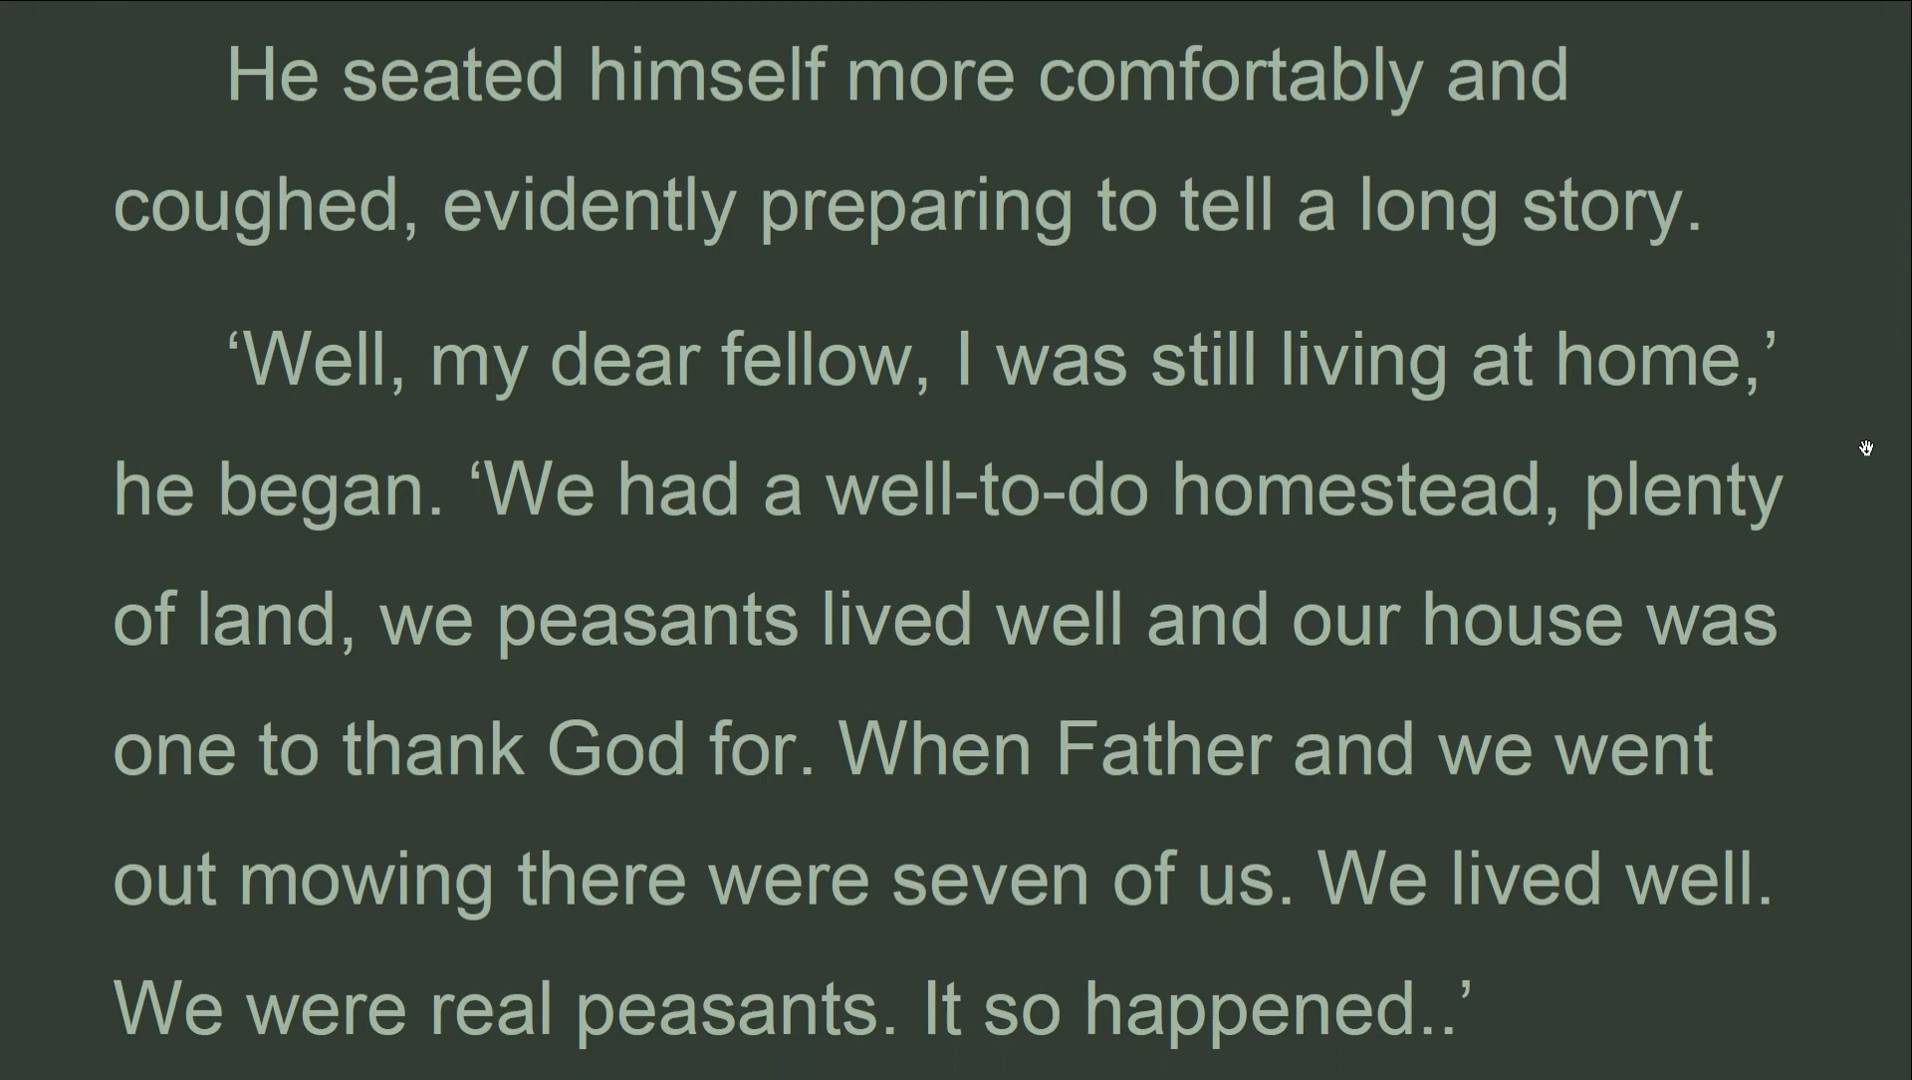 He seated himself more comfortably and
coughed, evidently preparing to tell a long story.
‘Well, my dear fellow, I was still living at home,’
he began. ‘We had a well-to-do homestead, plenty
of land, we peasants lived well and our house was
one to thank God for. When Father and we went
out mowing there were seven of us. We lived well.
We were real peasants. It so happened..’